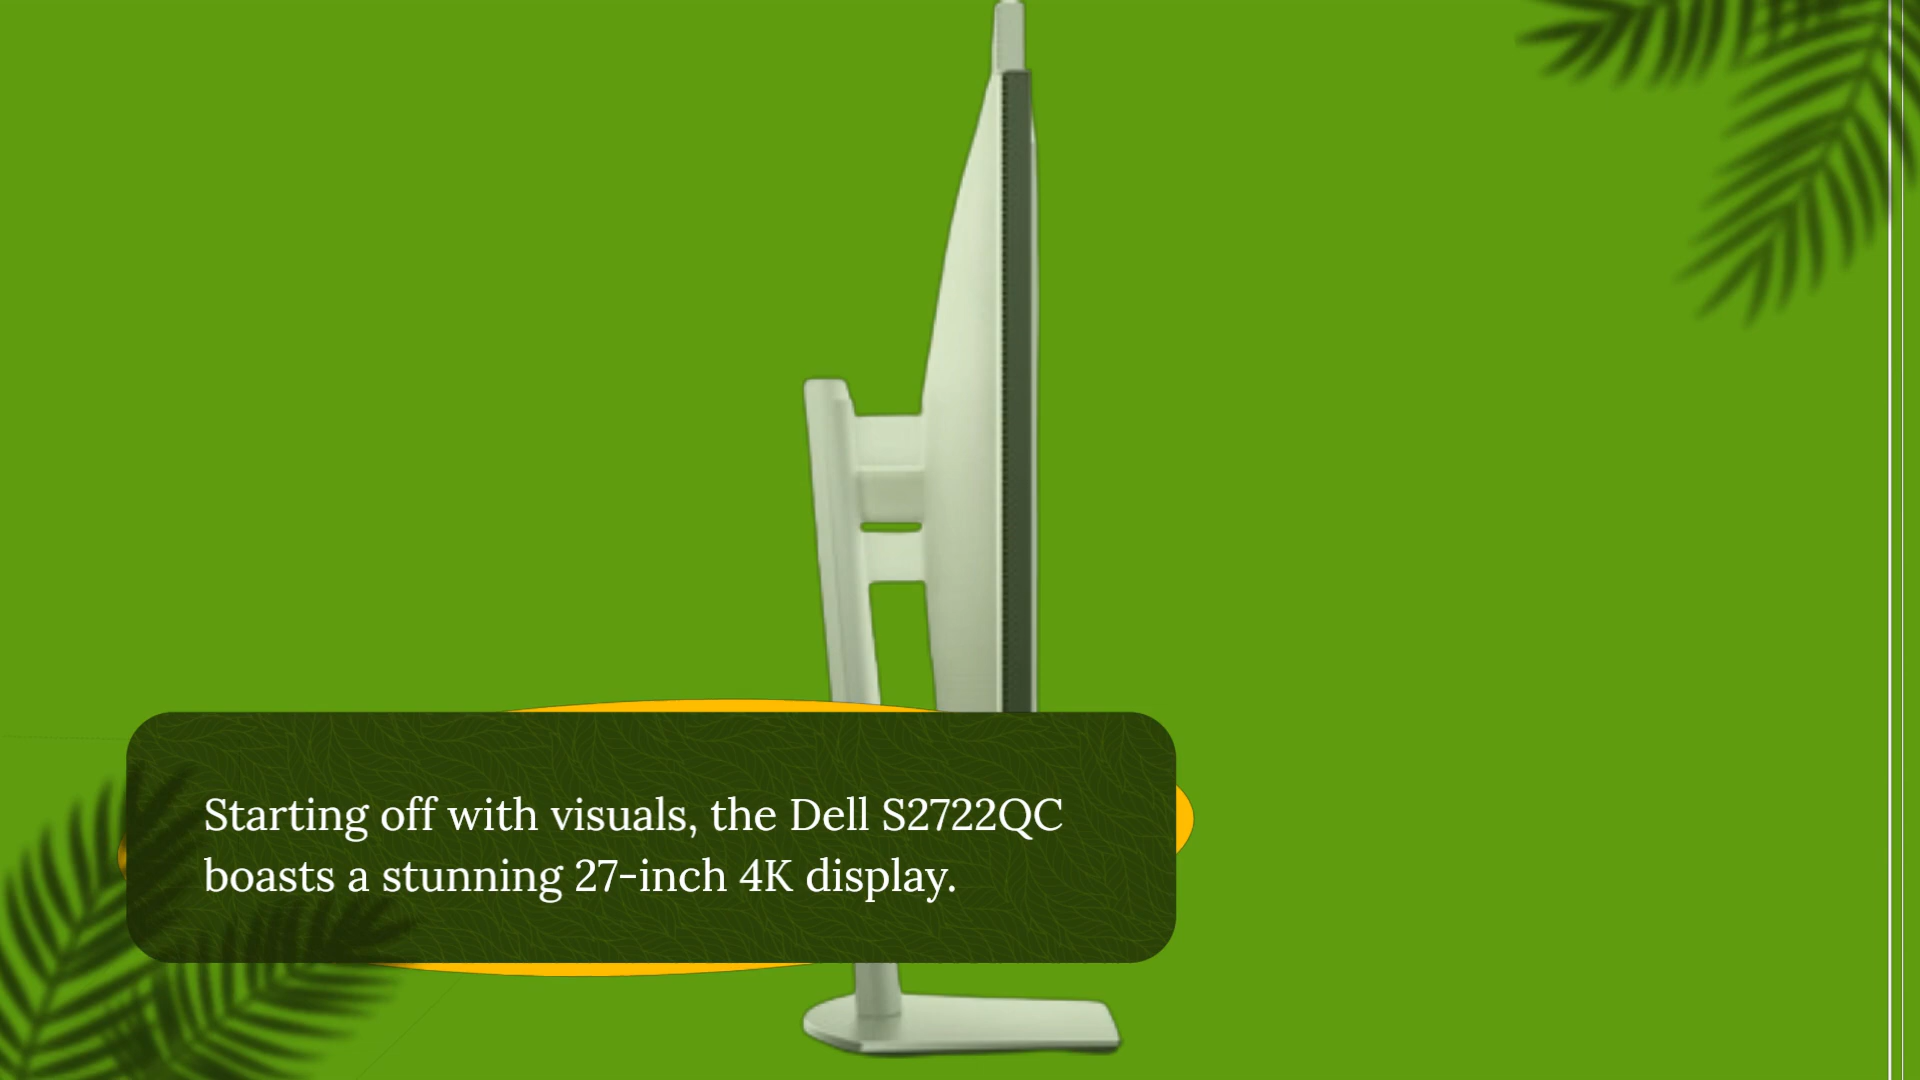 Starting off with visuals, the Dell S2722QC
boasts a stunning 27-inch 4K display.